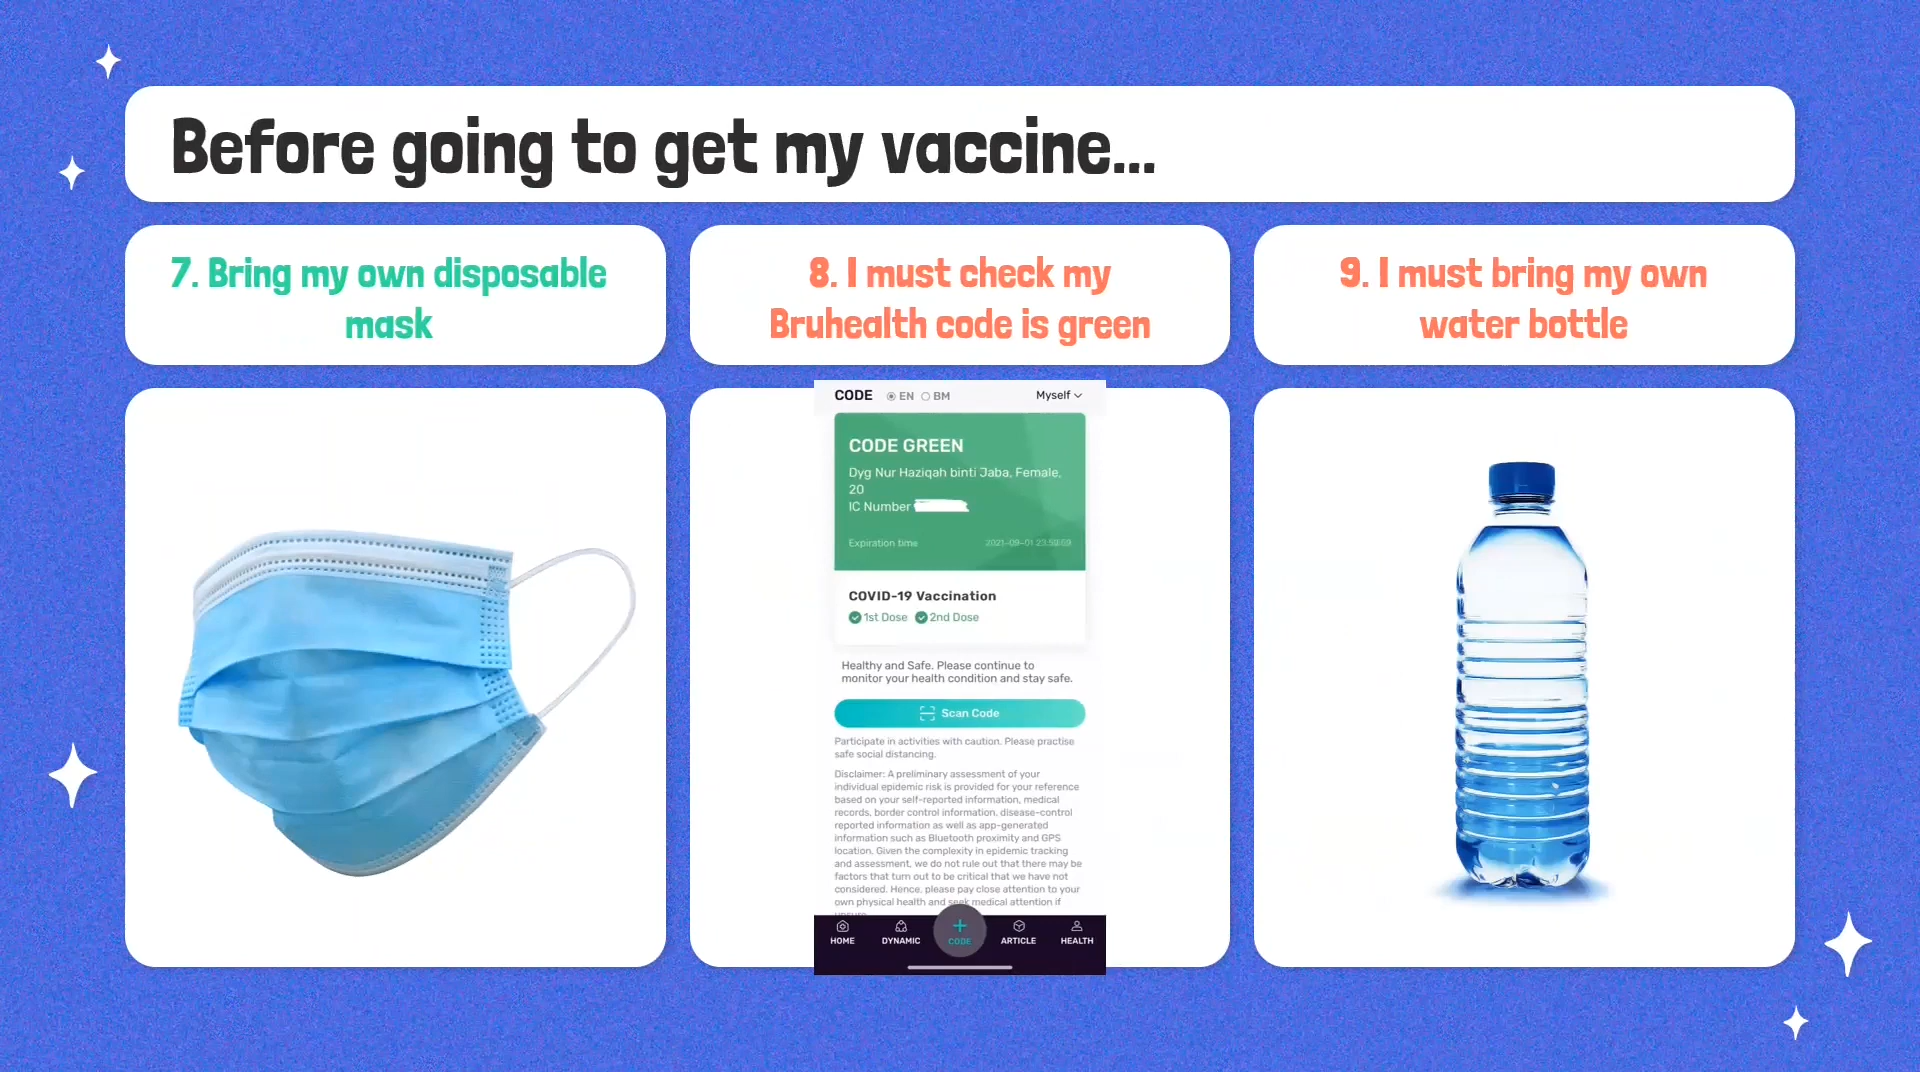 Before going to get my vaccine...
7. Bring my own disposable
mask
8. I must check my
Bruhealth code is green
9. I must bring my own
water bottle
CODE EN BM Myself
CODE GREEN
Dyg Nur Haziqah binti Jaba, Female,
20
IC Number
Expiration time 2021-09-01 23:59:59
COVID-19 Vaccination
1st Dose 2nd Dose
Healthy and Safe. Please continue to
monitor your health condition and stay safe.
Scan Code
Participate in activities with caution. Please practise
safe social distancing.
Disclaimer: A preliminary assessment of your
individual epidemic risk is provided for your reference
based on your self-reported information, medical
records, border control information, disease-control
reported information as well as app-generated
information such as Bluetooth proximity and GPS
location. Given the complexity in epidemic tracking
and assessment, we do not rule out that there may be
factors that turn out to be critical that we have not
considered. Hence, please pay close attention to your
own physical health and seek medical attention if
HOME DYNAMIC CODE ARTICLE HEALTH